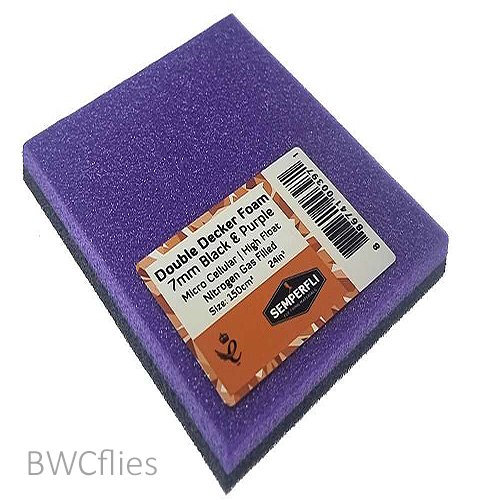 Double Decker Foam
7mm Black & Purple
Micro Cellular | High Float
Nitrogen Gas Filled
Size: 150cm² 24in²
SEMPERFLI
BWCflies